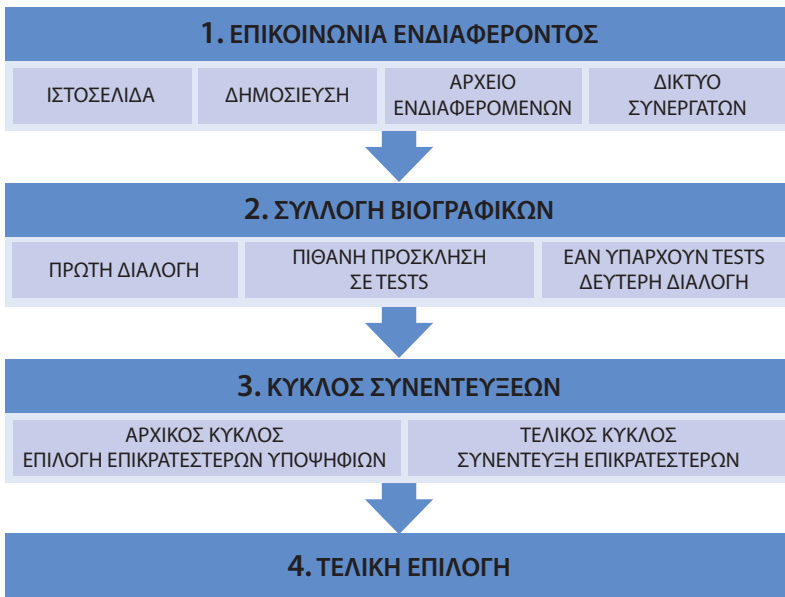 1. ΕΠΙΚΟΙΝΩΝΙΑ ΕΝΔΙΑΦΕΡΟΝΤΟΣ
ΙΣΤΟΣΕΛΙΔΑ
ΔΗΜΟΣΙΕΥΣΗ
ΑΡΧΕΙΟ
ΕΝΔΙΑΦΕΡΟΜΕΝΩΝ
ΔΙΚΤΥΟ
ΣΥΝΕΡΓΑΤΩΝ
2. ΣΥΛΛΟΓΗ ΒΙΟΓΡΑΦΙΚΩΝ
ΠΡΩΤΗ ΔΙΑΛΟΓΗ
ΠΙΘΑΝΗ ΠΡΟΣΚΛΗΣΗ
ΣΕ TESTS
ΕΑΝ ΥΠΑΡΧΟΥΝ TESTS
ΔΕΥΤΕΡΗ ΔΙΑΛΟΓΗ
3. ΚΥΚΛΟΣ ΣΥΝΕΝΤΕΥΞΕΩΝ
ΑΡΧΙΚΟΣ ΚΥΚΛΟΣ
ΕΠΙΛΟΓΗ ΕΠΙΚΡΑΤΕΣΤΕΡΩΝ ΥΠΟΨΗΦΙΩΝ
ΤΕΛΙΚΟΣ ΚΥΚΛΟΣ
ΣΥΝΕΝΤΕΥΞΗ ΕΠΙΚΡΑΤΕΣΤΕΡΩΝ
4. ΤΕΛΙΚΗ ΕΠΙΛΟΓΗ